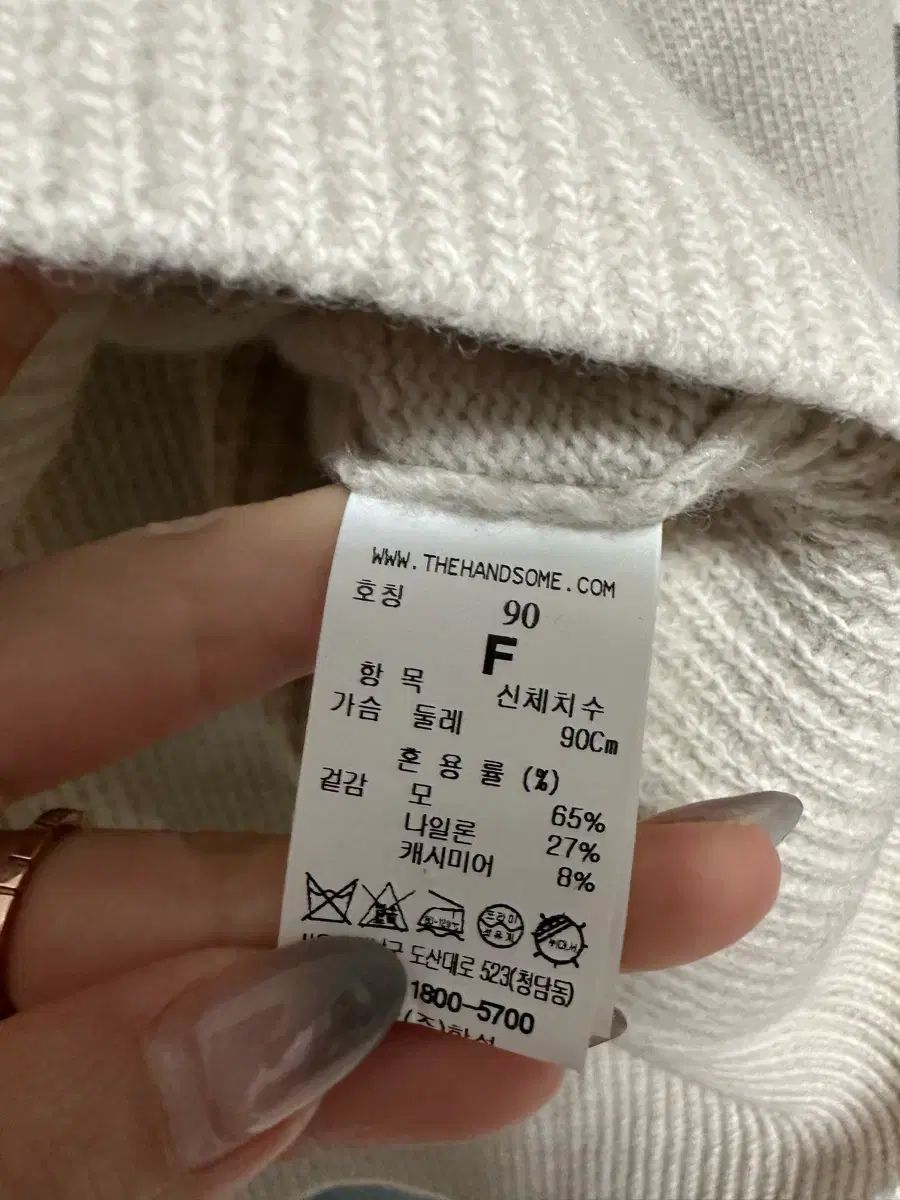 WWW.THEHANDSOME.COM
호칭 90
F
항 목 신체치수
가슴 둘레 90Cm
혼 용 률 (%)
겉감 모 65%
나일론 27%
캐시미어 8%
도산대로 523(청담동)
1800-5700